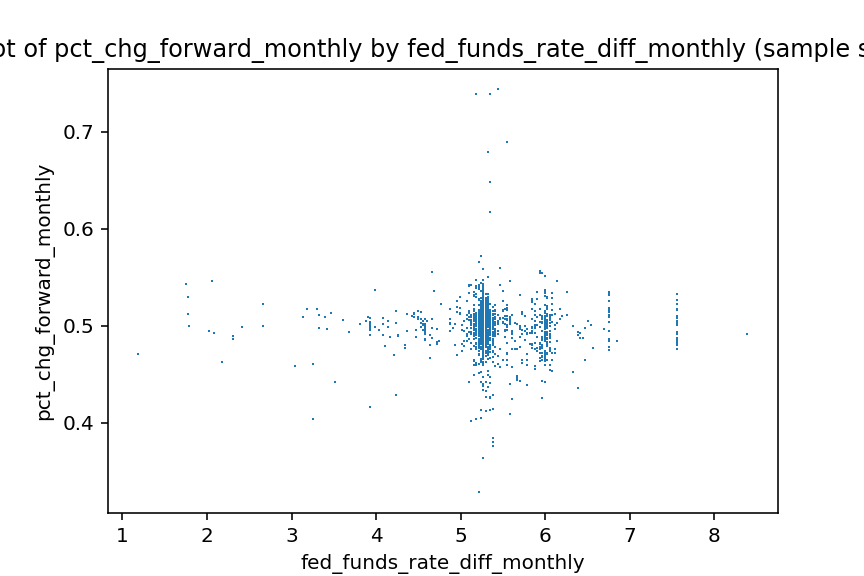 ot of pct_chg_forward_monthly by fed_funds_rate_diff_monthly (sample s
0.7
0.6
0.5
0.4
pct_chg_forward_monthly
1 2 3 4 5 6 7 8
fed_funds_rate_diff_monthly